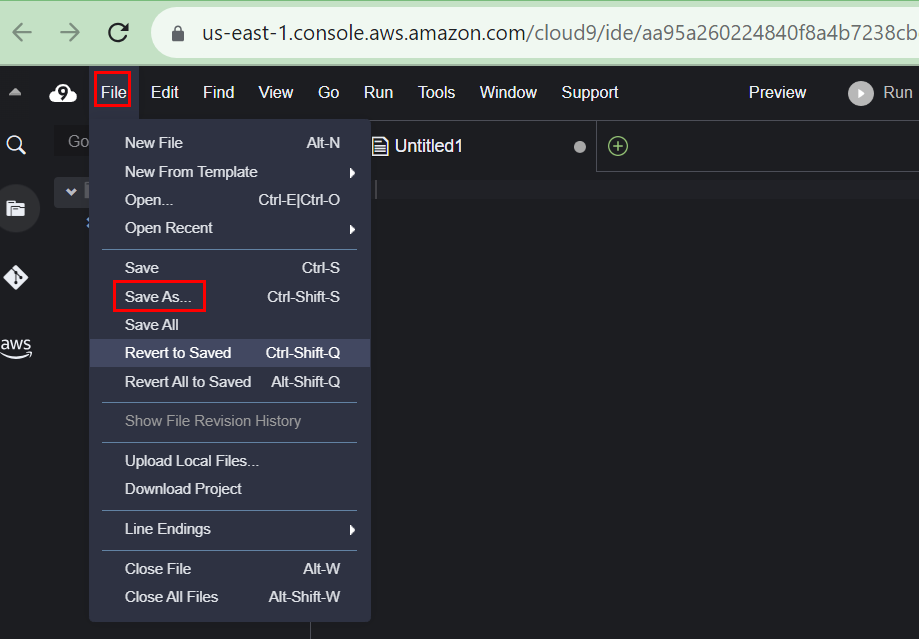 us-east-1.console.aws.amazon.com/cloud9/ide/aa95a260224840f8a4b7238cb
9 File Edit Find View Go Run Tools Window Support Preview Run
Go
Untitled1
New File Alt-N
New From Template
Open... Ctrl-E|Ctrl-O
Open Recent
Save Ctrl-S
Save As... Ctrl-Shift-S
Save All
Revert to Saved Ctrl-Shift-Q
Revert All to Saved Alt-Shift-Q
Show File Revision History
Upload Local Files...
Download Project
Line Endings
Close File Alt-W
Close All Files Alt-Shift-W
aws